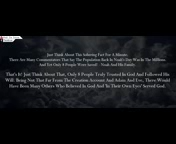 Just Think About This Sobering Fact For A Minute.
There Are Many Commentators That Say The Population Back In Noah's Day Was In The Millions
And Yet Only 8 People Were Saved! - Noah And His Family.
That's It! Just Think About That, Only 8 People Truly Trusted In God And Followed His
Will. Being Not That Far From The Creation Account And Adam And Eve, There Would
Have Been Many Others Who Believed In God And 'In Their Own Eyes' Served God.